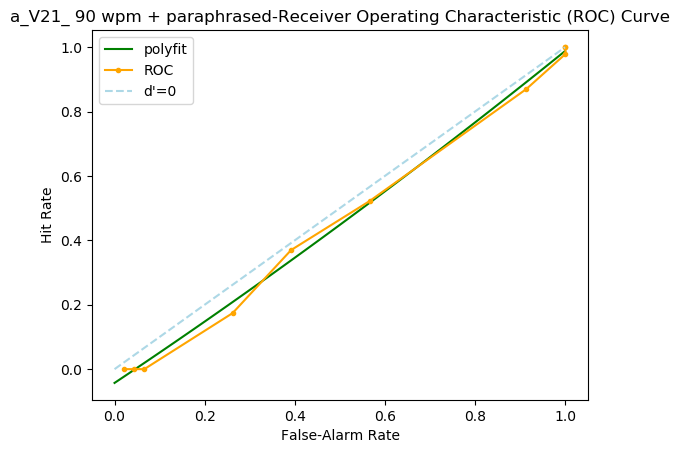 a_V21_ 90 wpm + paraphrased-Receiver Operating Characteristic (ROC) Curve
polyfit
ROC
d'=0
1.0
0.8
0.6
0.4
0.2
0.0
Hit Rate
0.0 0.2 0.4 0.6 0.8 1.0
False-Alarm Rate